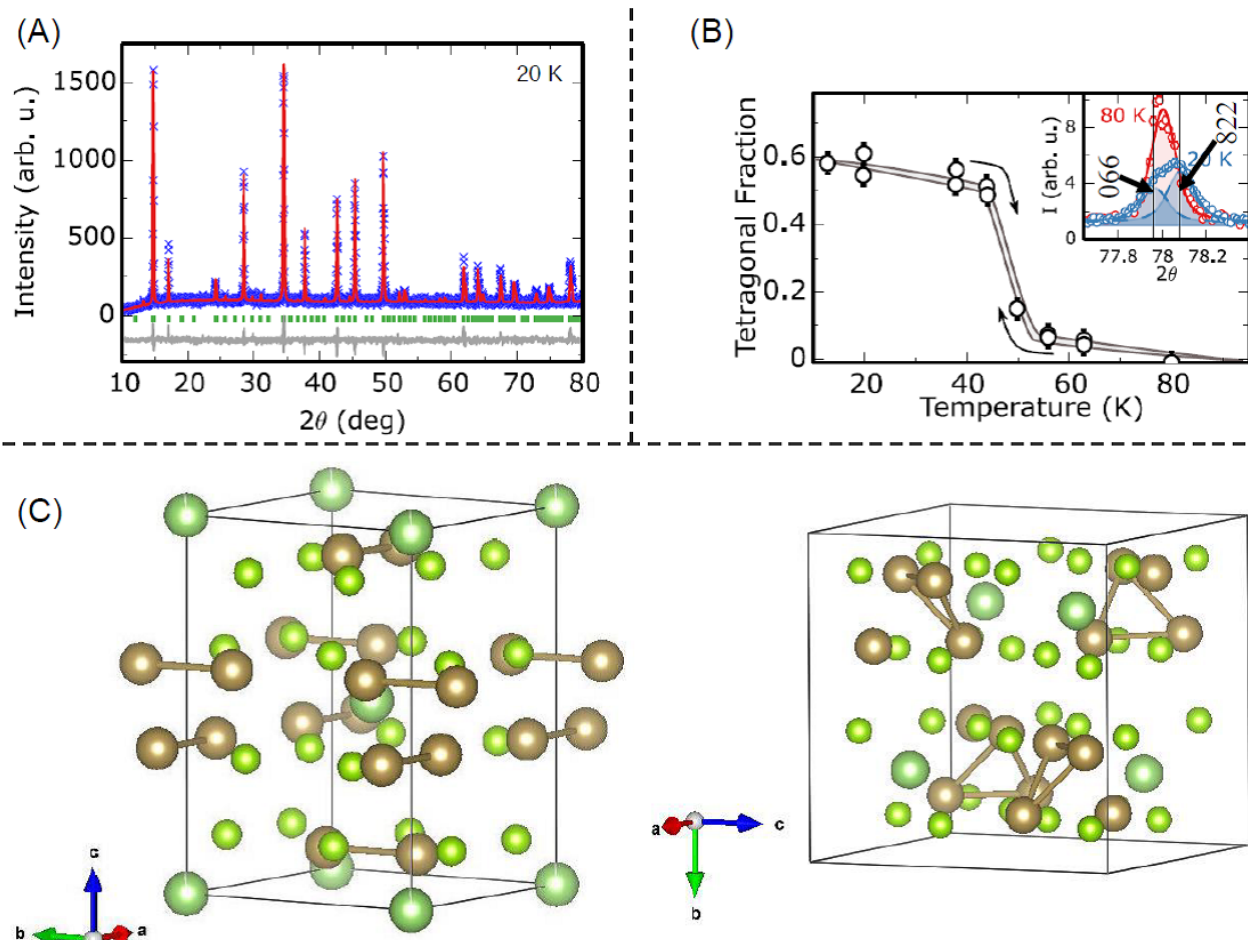 (A)
Intensity (arb. u.)
1500
1000
500
0
20 K
10 20 30 40 50 60 70 80
2θ (deg)
(B)
Tetragonal Fraction
0.6
0.4
0.2
0
20 40 60 80
Temperature (K)
I (arb. u.)
8
4
0
80 K
20 K
066
822
77.8 78 78.2
2θ
(C)
c
b
a
a
c
b